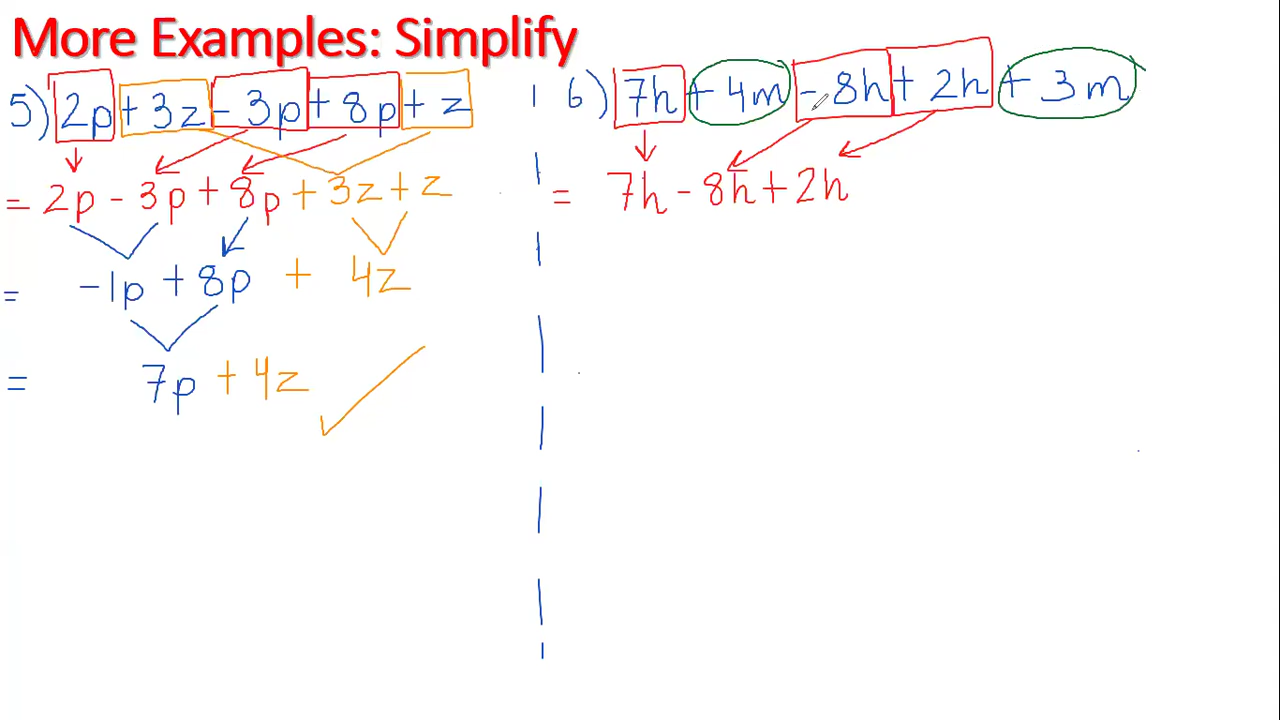 More Examples: Simplify
5) 2p + 3z - 3p + 8p + z
= 2p - 3p + 8p + 3z + z
= -1p + 8p + 4z
= 7p + 4z
6) 7h + 4m - 8h + 2h + 3m
= 7h - 8h + 2h